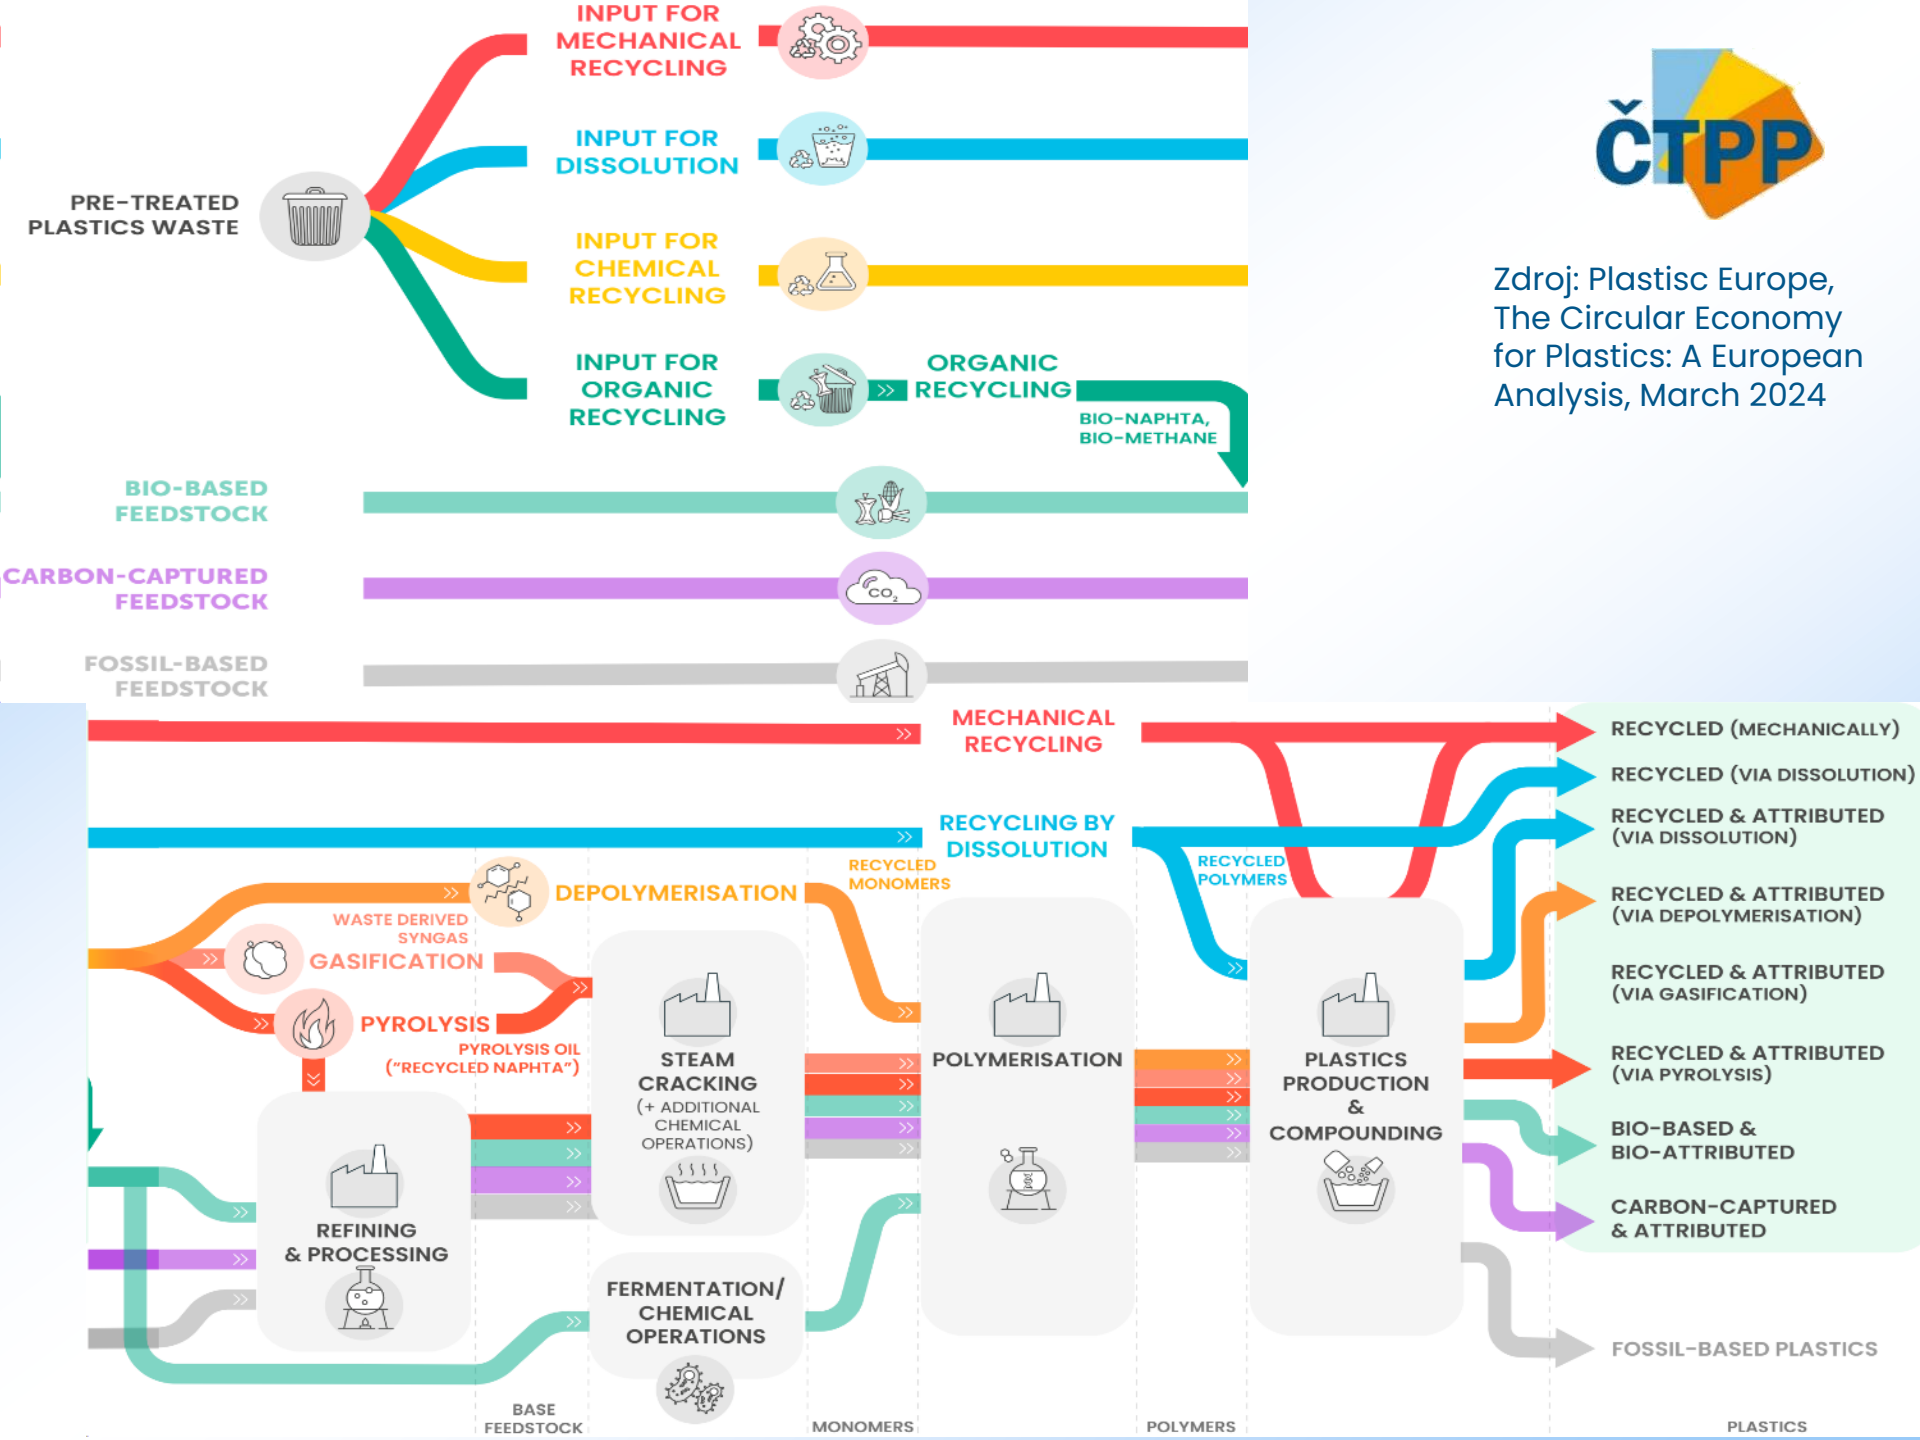 INPUT FOR
MECHANICAL
RECYCLING
INPUT FOR
DISSOLUTION
PRE-TREATED
PLASTICS WASTE
INPUT FOR
CHEMICAL
RECYCLING
INPUT FOR
ORGANIC
RECYCLING
ORGANIC
RECYCLING
BIO-NAPHTA,
BIO-METHANE
BIO-BASED
FEEDSTOCK
CARBON-CAPTURED
FEEDSTOCK
CO2
FOSSIL-BASED
FEEDSTOCK
ČTPP
Zdroj: Plastisc Europe,
The Circular Economy
for Plastics: A European
Analysis, March 2024
MECHANICAL
RECYCLING
RECYCLING BY
DISSOLUTION
RECYCLED
MONOMERS
RECYCLED
POLYMERS
DEPOLYMERISATION
WASTE DERIVED
SYNGAS
GASIFICATION
PYROLYSIS
PYROLYSIS OIL
("RECYCLED NAPHTA")
REFINING
& PROCESSING
STEAM
CRACKING
(+ ADDITIONAL
CHEMICAL
OPERATIONS)
FERMENTATION/
CHEMICAL
OPERATIONS
POLYMERISATION
PLASTICS
PRODUCTION
&
COMPOUNDING
RECYCLED (MECHANICALLY)
RECYCLED (VIA DISSOLUTION)
RECYCLED & ATTRIBUTED
(VIA DISSOLUTION)
RECYCLED & ATTRIBUTED
(VIA DEPOLYMERISATION)
RECYCLED & ATTRIBUTED
(VIA GASIFICATION)
RECYCLED & ATTRIBUTED
(VIA PYROLYSIS)
BIO-BASED &
BIO-ATTRIBUTED
CARBON-CAPTURED
& ATTRIBUTED
FOSSIL-BASED PLASTICS
BASE
FEEDSTOCK
MONOMERS
POLYMERS
PLASTICS